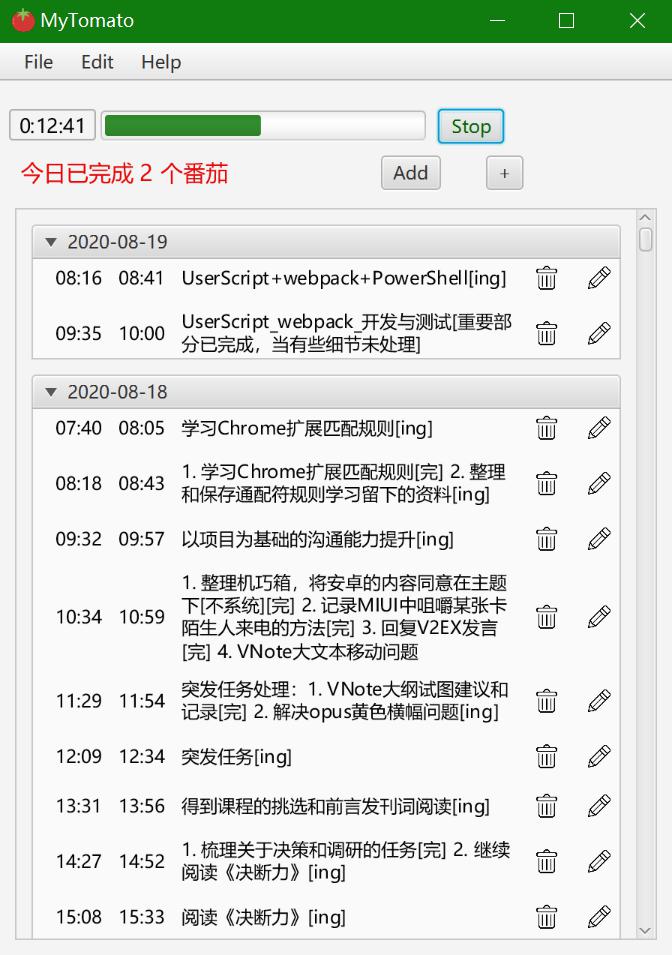 MyTomato
File Edit Help
0:12:41 Stop
今日已完成 2 个番茄 Add +
2020-08-19
08:16 08:41 UserScript+webpack+PowerShell[ing]
09:35 10:00 UserScript_webpack_开发与测试[重要部
分已完成，当有些细节未处理]
2020-08-18
07:40 08:05 学习Chrome扩展匹配规则[ing]
08:18 08:43 1. 学习Chrome扩展匹配规则[完] 2. 整理
和保存通配符规则学习留下的资料[ing]
09:32 09:57 以项目为基础的沟通能力提升[ing]
10:34 10:59 1. 整理机巧箱，将安卓的内容同意在主题
下[不系统][完] 2. 记录MIUI中咀嚼某张卡
陌生人来电的方法[完] 3. 回复V2EX发言
[完] 4. VNote大文本移动问题
11:29 11:54 突发任务处理：1. VNote大纲试图建议和
记录[完] 2. 解决opus黄色横幅问题[ing]
12:09 12:34 突发任务[ing]
13:31 13:56 得到课程的挑选和前言发刊词阅读[ing]
14:27 14:52 1. 梳理关于决策和调研的任务[完] 2. 继续
阅读《决断力》[ing]
15:08 15:33 阅读《决断力》[ing]